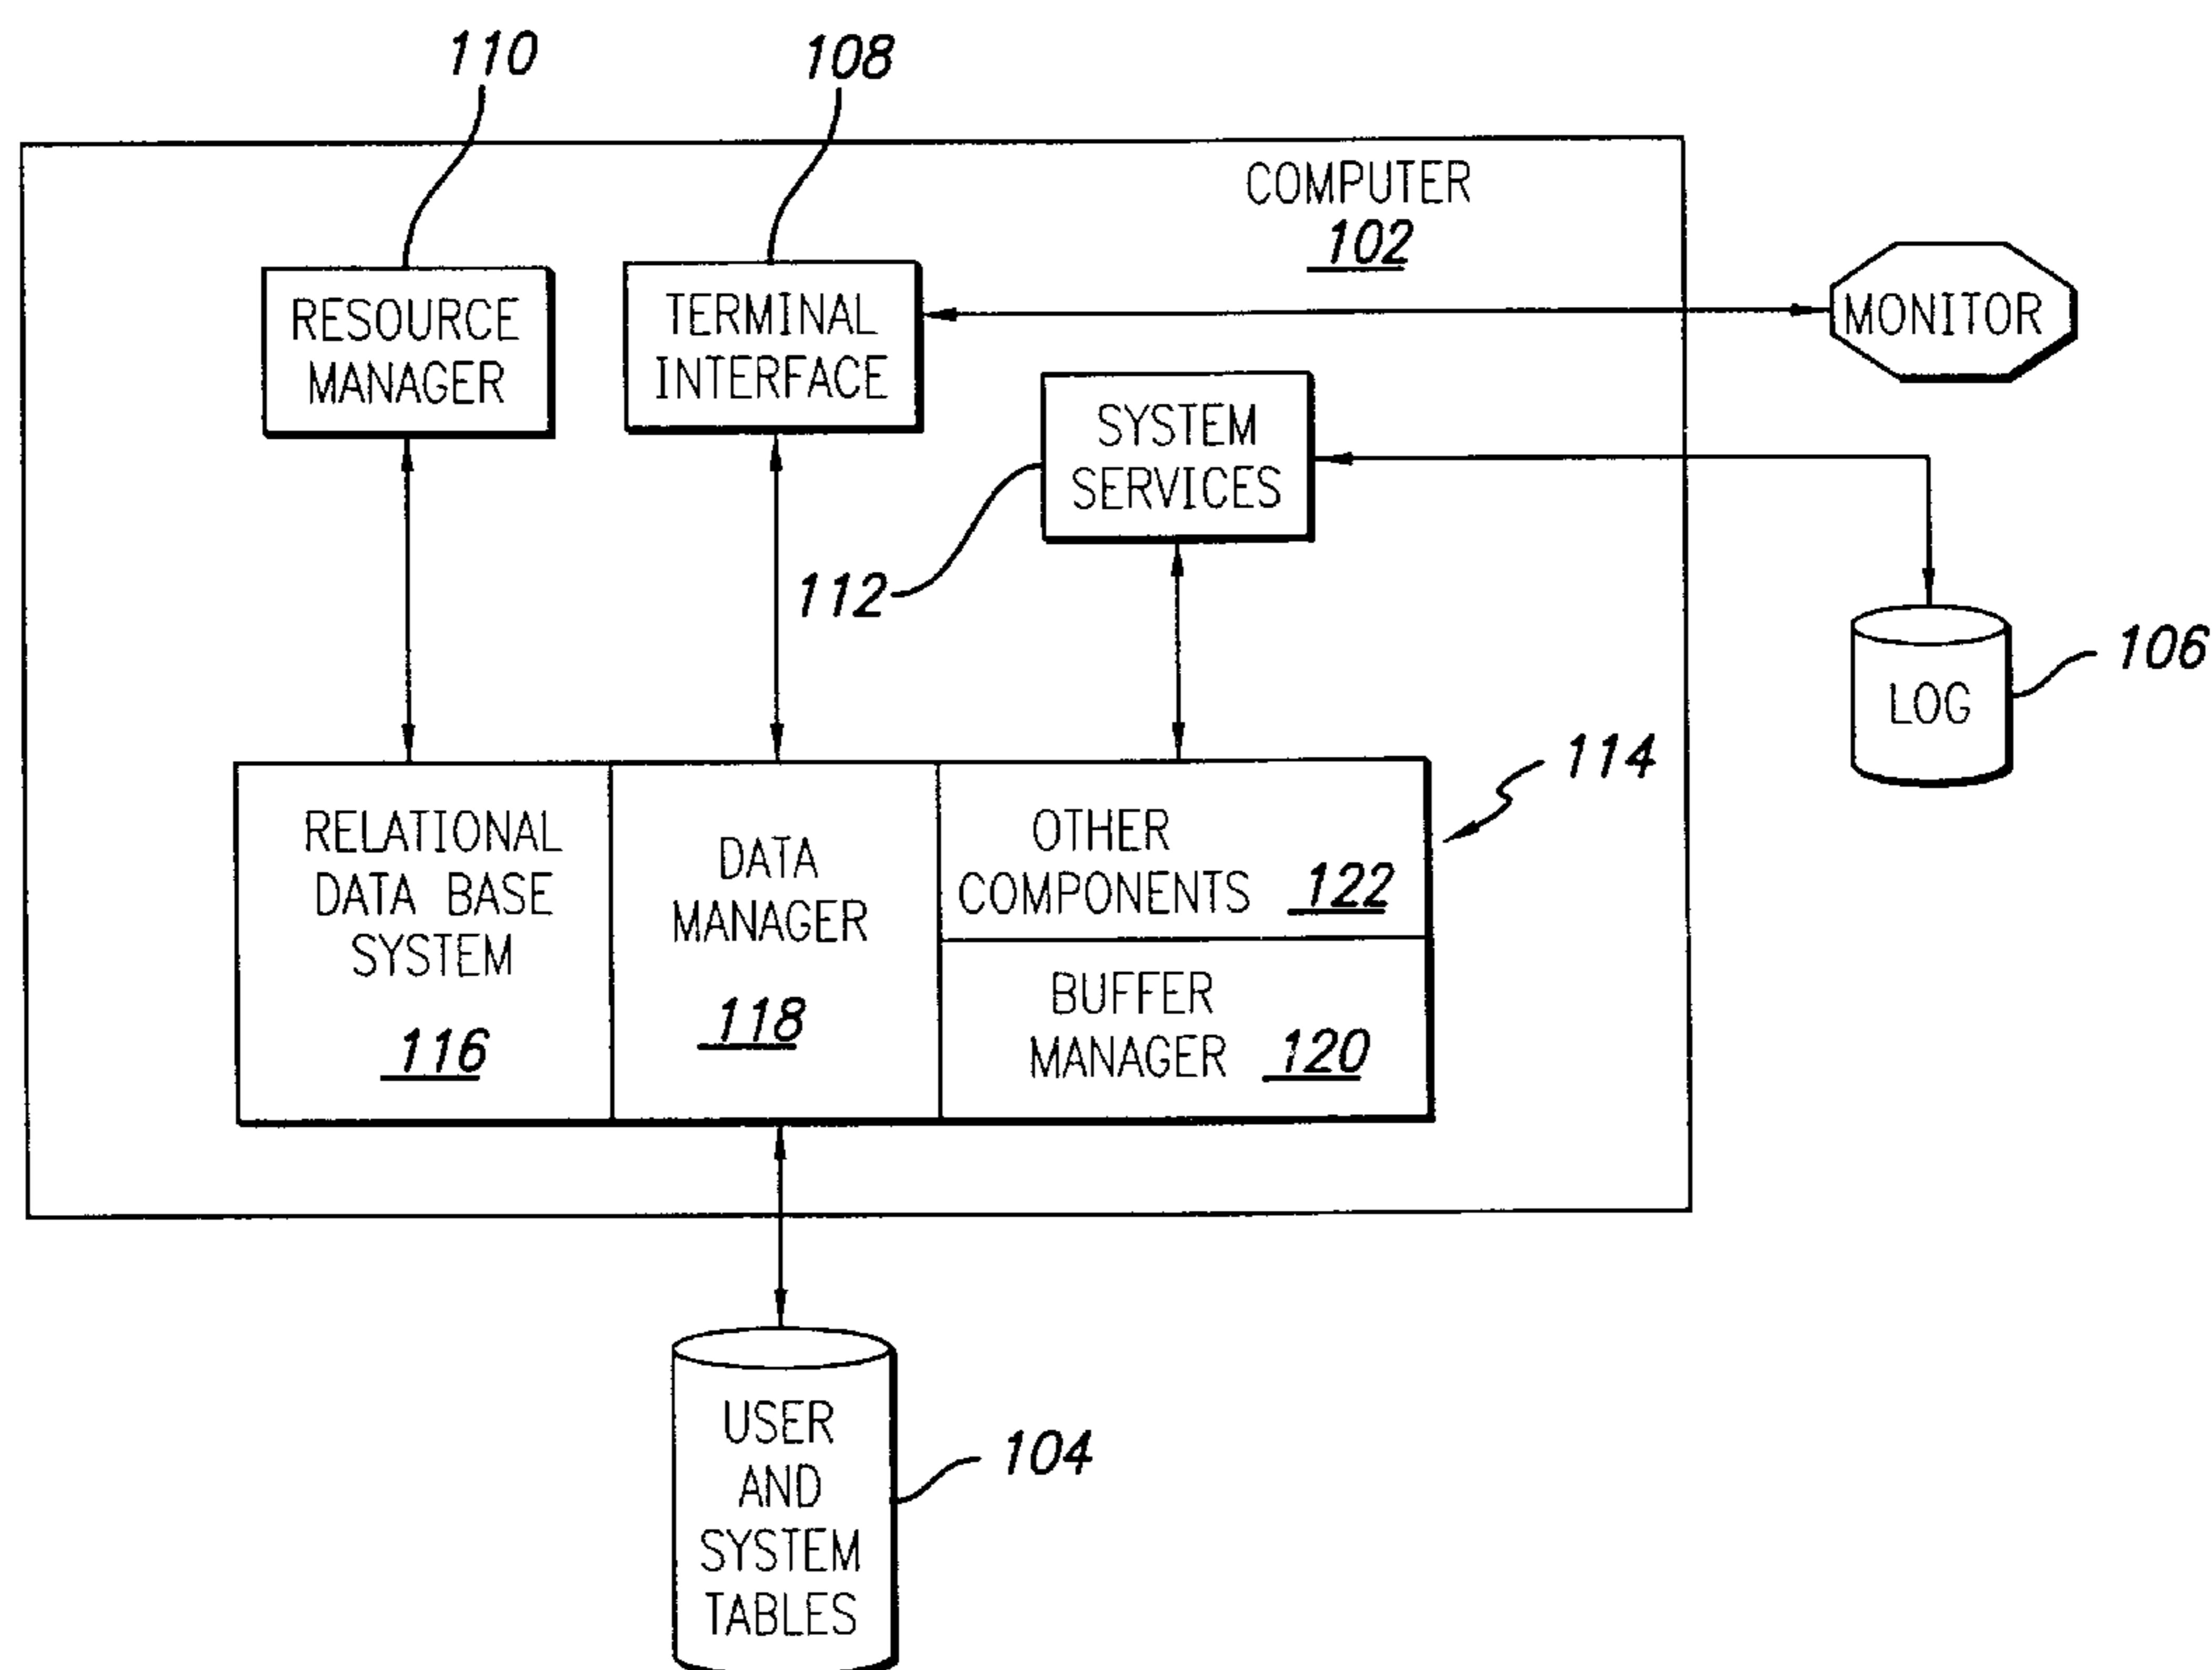 110
108
COMPUTER
102
RESOURCE
MANAGER
TERMINAL
INTERFACE
MONITOR
SYSTEM
SERVICES
112
106
LOG
114
RELATIONAL
DATA BASE
SYSTEM
116
DATA
MANAGER
118
OTHER
COMPONENTS 122
BUFFER
MANAGER 120
USER
AND
SYSTEM
TABLES
104